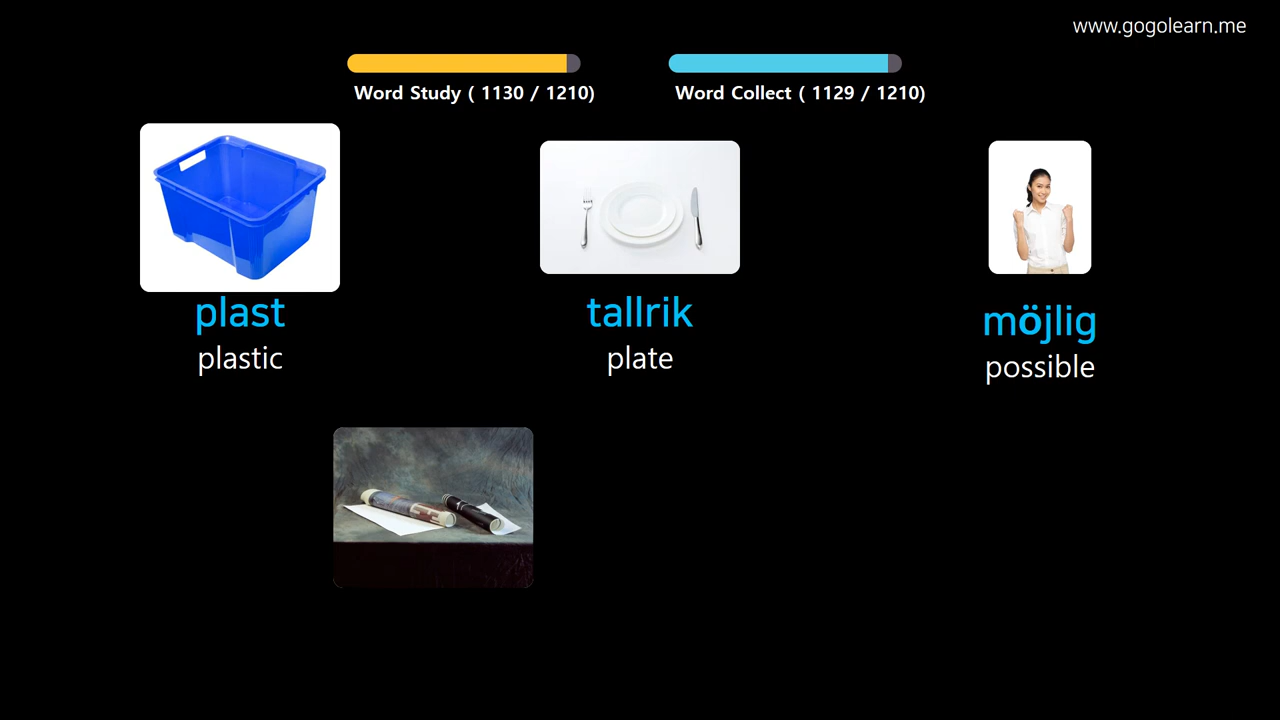 www.gogolearn.me
Word Study ( 1130 / 1210)
Word Collect ( 1129 / 1210)
plast
plastic
tallrik
plate
möjlig
possible